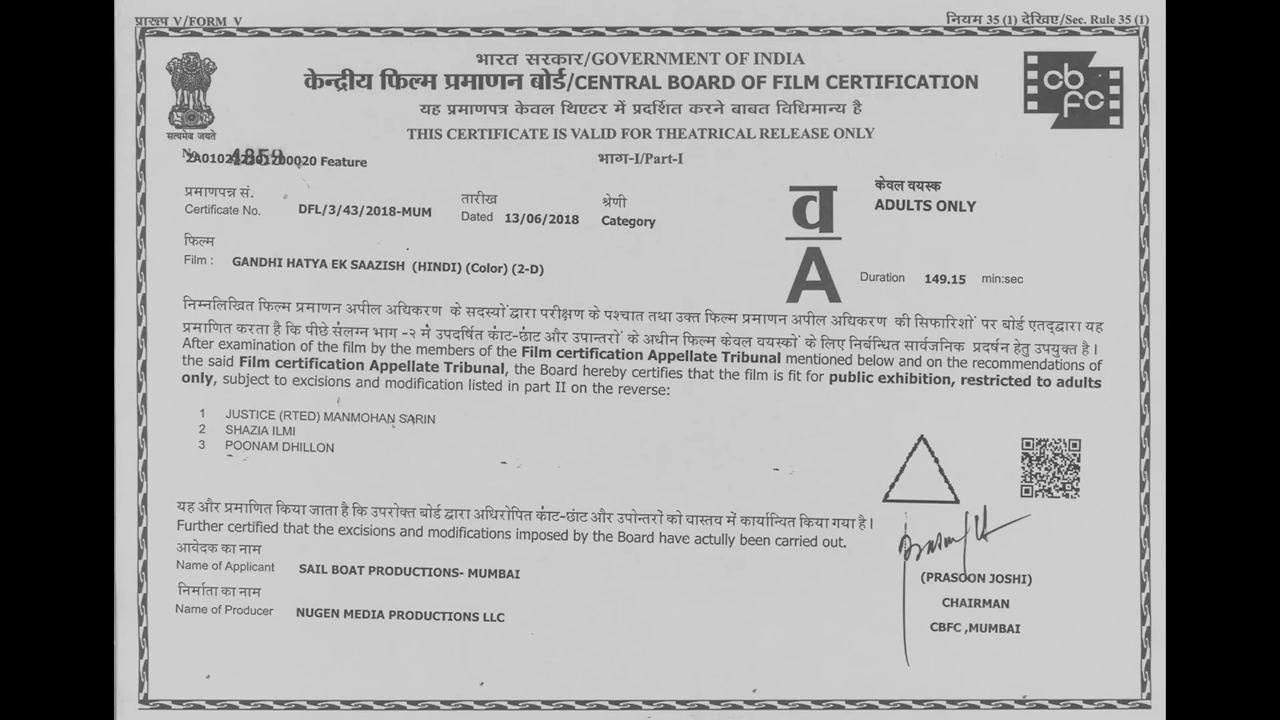 प्रारूप V/FORM V
नियम 35 (1) देखिए/Sec. Rule 35 (1)
भारत सरकार/GOVERNMENT OF INDIA
केन्द्रीय फिल्म प्रमाणन बोर्ड/CENTRAL BOARD OF FILM CERTIFICATION
यह प्रमाणपत्र केवल थिएटर में प्रदर्शित करने बाबत विधिमान्य है
THIS CERTIFICATE IS VALID FOR THEATRICAL RELEASE ONLY
सत्यमेव जयते
cb
fc
Feature
भाग-I/Part-I
प्रमाणपत्र सं.
Certificate No. DFL/3/43/2018-MUM
तारीख
Dated 13/06/2018
श्रेणी
Category
व
A
केवल वयस्क
ADULTS ONLY
फिल्म
Film : GANDHI HATYA EK SAAZISH (HINDI) (Color) (2-D)
Duration 149.15 min:sec
निम्नलिखित फिल्म प्रमाणन अपील अधिकरण के सदस्यों द्वारा परीक्षण के पश्चात तथा उक्त फिल्म प्रमाणन अपील अधिकरण की सिफारिशों पर बोर्ड एतद्द्वारा यह
प्रमाणित करता है कि पीछे संलग्न भाग -२ में उपदर्षित काट-छांट और उपान्तरों के अधीन फिल्म केवल वयस्कों के लिए निर्बन्धित सार्वजनिक प्रदर्षन हेतु उपयुक्त है।
After examination of the film by the members of the Film certification Appellate Tribunal mentioned below and on the recommendations of
the said Film certification Appellate Tribunal, the Board hereby certifies that the film is fit for public exhibition, restricted to adults
only, subject to excisions and modification listed in part II on the reverse:
1 JUSTICE (RTED) MANMOHAN SARIN
2 SHAZIA ILMI
3 POONAM DHILLON
यह और प्रमाणित किया जाता है कि उपरोक्त बोर्ड द्वारा अधिरोपित काट-छांट और उपोन्तरों को वास्तव में कार्यान्वित किया गया है।
Further certified that the excisions and modifications imposed by the Board have actully been carried out.
आवेदक का नाम
Name of Applicant SAIL BOAT PRODUCTIONS- MUMBAI
निर्माता का नाम
Name of Producer NUGEN MEDIA PRODUCTIONS LLC
(PRASOON JOSHI)
CHAIRMAN
CBFC ,MUMBAI